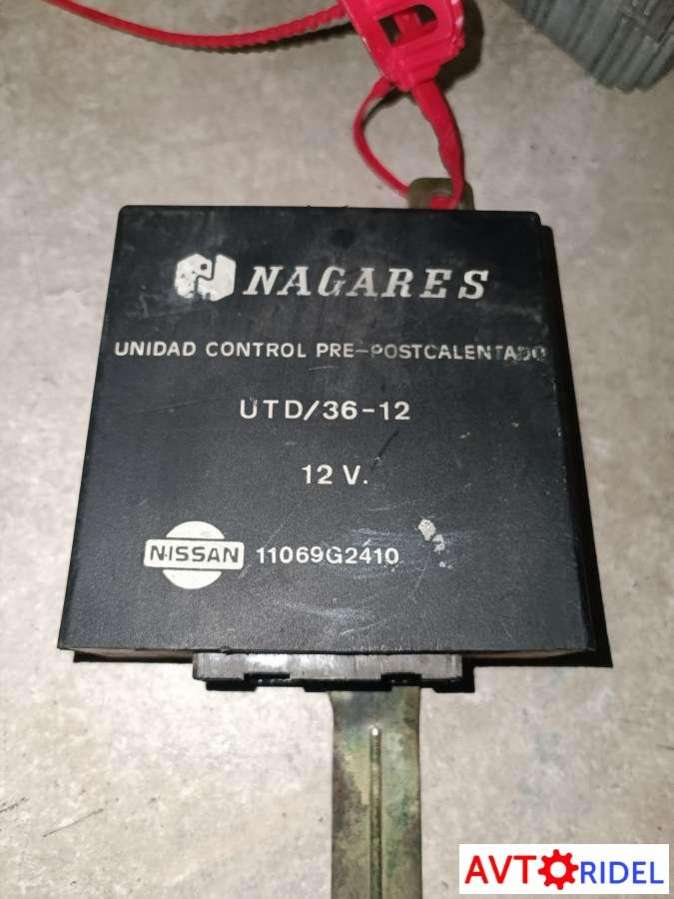 NAGARES
UNIDAD CONTROL PRE-POSTCALENTADO
UTD/36-12
12 V.
NISSAN 11069G2410
AVTORIDEL